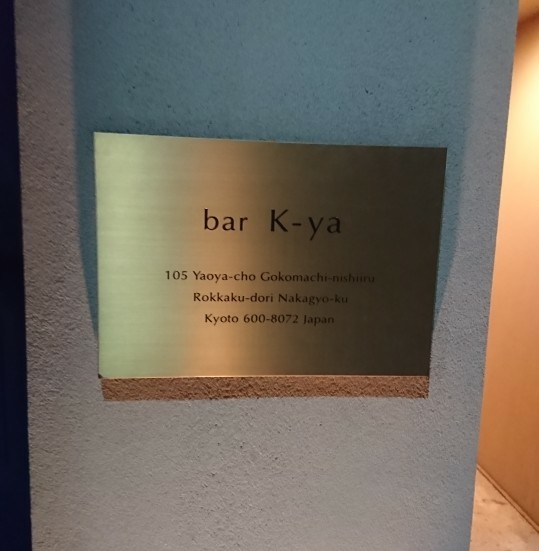 bar K-ya
105 Yaoya-cho Gokomachi-nishiiru
Rokkaku-dori Nakagyo-ku
Kyoto 600-8072 Japan